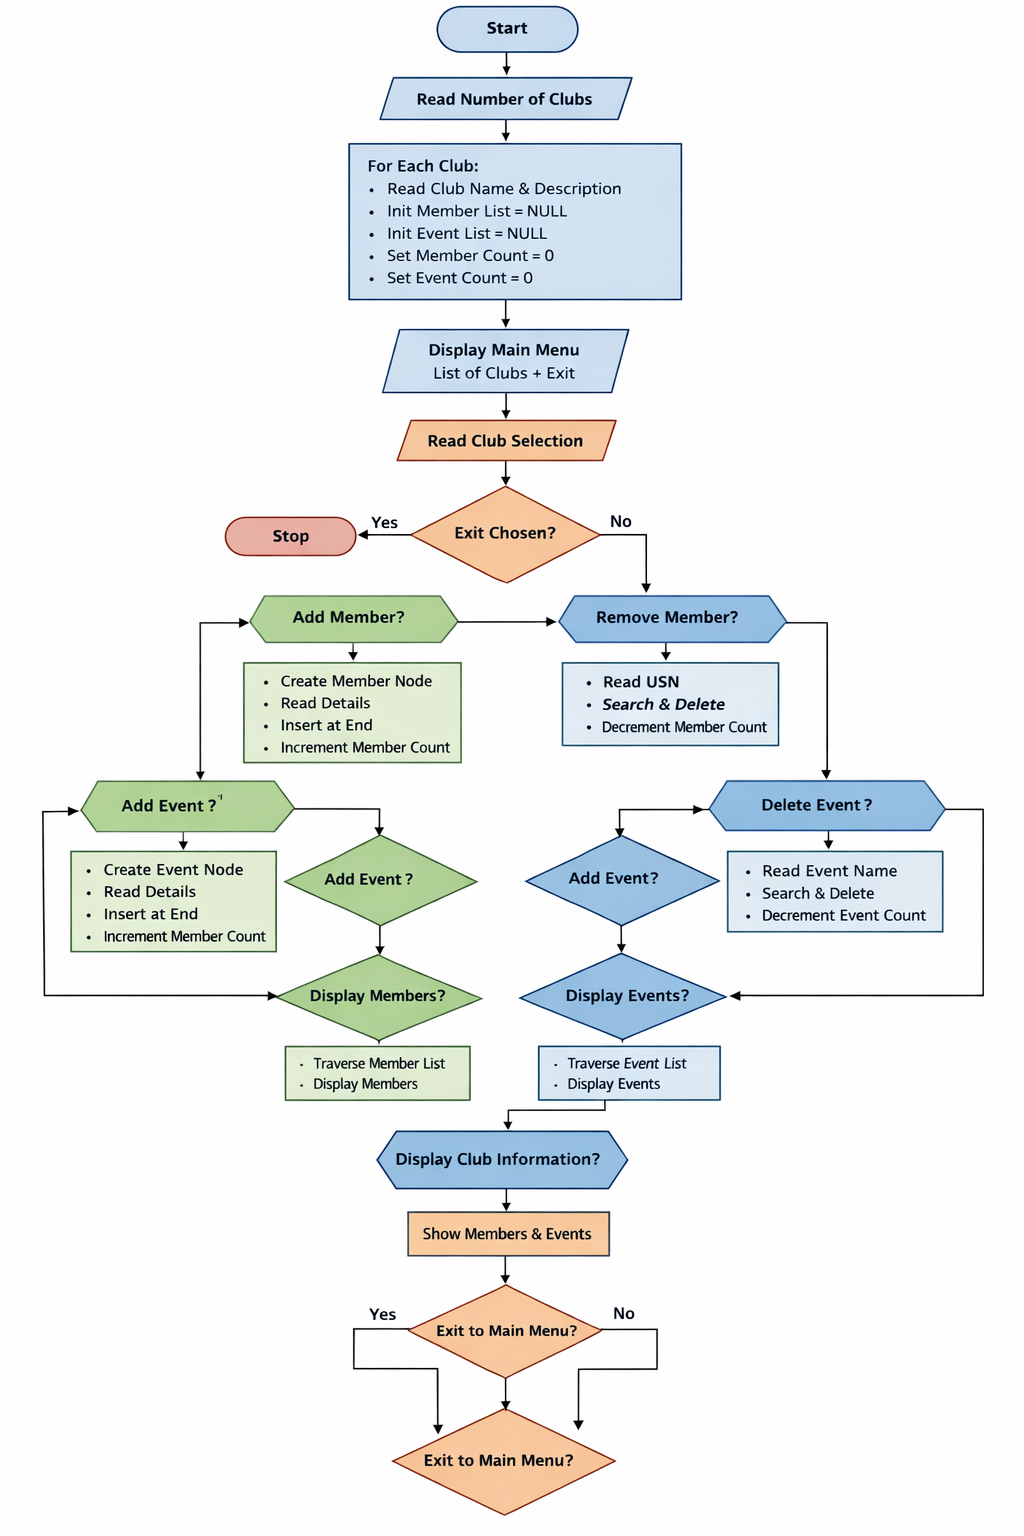 Start
Read Number of Clubs
For Each Club:
• Read Club Name & Description
• Init Member List = NULL
• Init Event List = NULL
• Set Member Count = 0
• Set Event Count = 0
Display Main Menu
List of Clubs + Exit
Read Club Selection
Exit Chosen?
Yes
No
Stop
Add Member?
Remove Member?
• Create Member Node
• Read Details
• Insert at End
• Increment Member Count
• Read USN
• Search & Delete
• Decrement Member Count
Add Event ?
Delete Event ?
• Create Event Node
• Read Details
• Insert at End
• Increment Member Count
Add Event ?
Add Event?
• Read Event Name
• Search & Delete
• Decrement Event Count
Display Members?
Display Events?
· Traverse Member List
· Display Members
· Traverse Event List
· Display Events
Display Club Information?
Show Members & Events
Yes
No
Exit to Main Menu?
Exit to Main Menu?